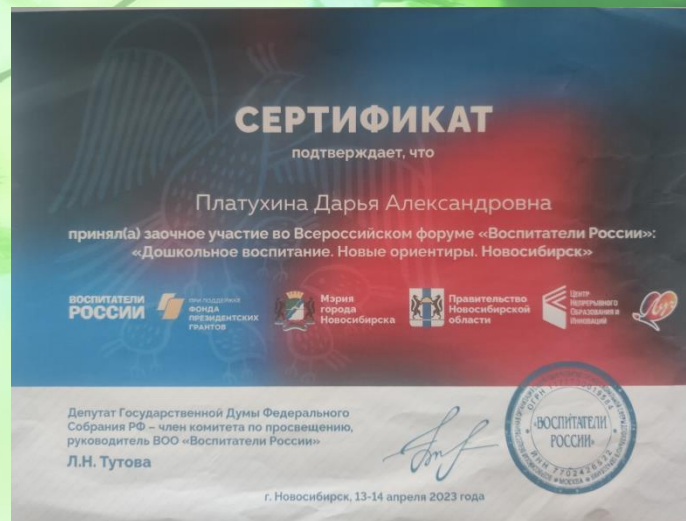 СЕРТИФИКАТ
подтверждает, что
Платухина Дарья Александровна
принял(а) заочное участие во Всероссийском форуме «Воспитатели России»:
«Дошкольное воспитание. Новые ориентиры. Новосибирск»
ВОСПИТАТЕЛИ
РОССИИ
ПРИ ПОДДЕРЖКЕ
ФОНДА
ПРЕЗИДЕНТСКИХ
ГРАНТОВ
Мэрия
города
Новосибирска
Правительство
Новосибирской
области
Центр
Непрерывного
Образования и
Инноваций
Депутат Государственной Думы Федерального
Собрания РФ – член комитета по просвещению,
руководитель ВОО «Воспитатели России»
Л.Н. Тутова
«ВОСПИТАТЕЛИ
РОССИИ»
г. Новосибирск, 13-14 апреля 2023 года